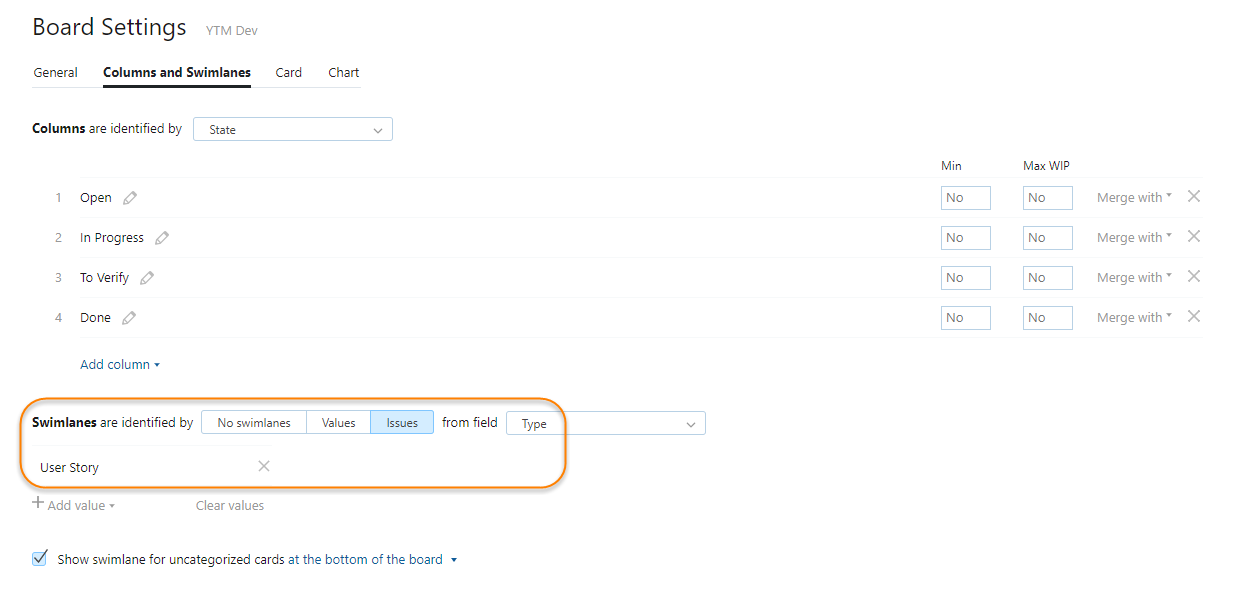 Board Settings YTM Dev
General Columns and Swimlanes Card Chart
Columns are identified by State
Min Max WIP
1 Open No No Merge with
2 In Progress No No Merge with
3 To Verify No No Merge with
4 Done No No Merge with
Add column
Swimlanes are identified by No swimlanes Values Issues from field Type
User Story
Add value Clear values
Show swimlane for uncategorized cards at the bottom of the board